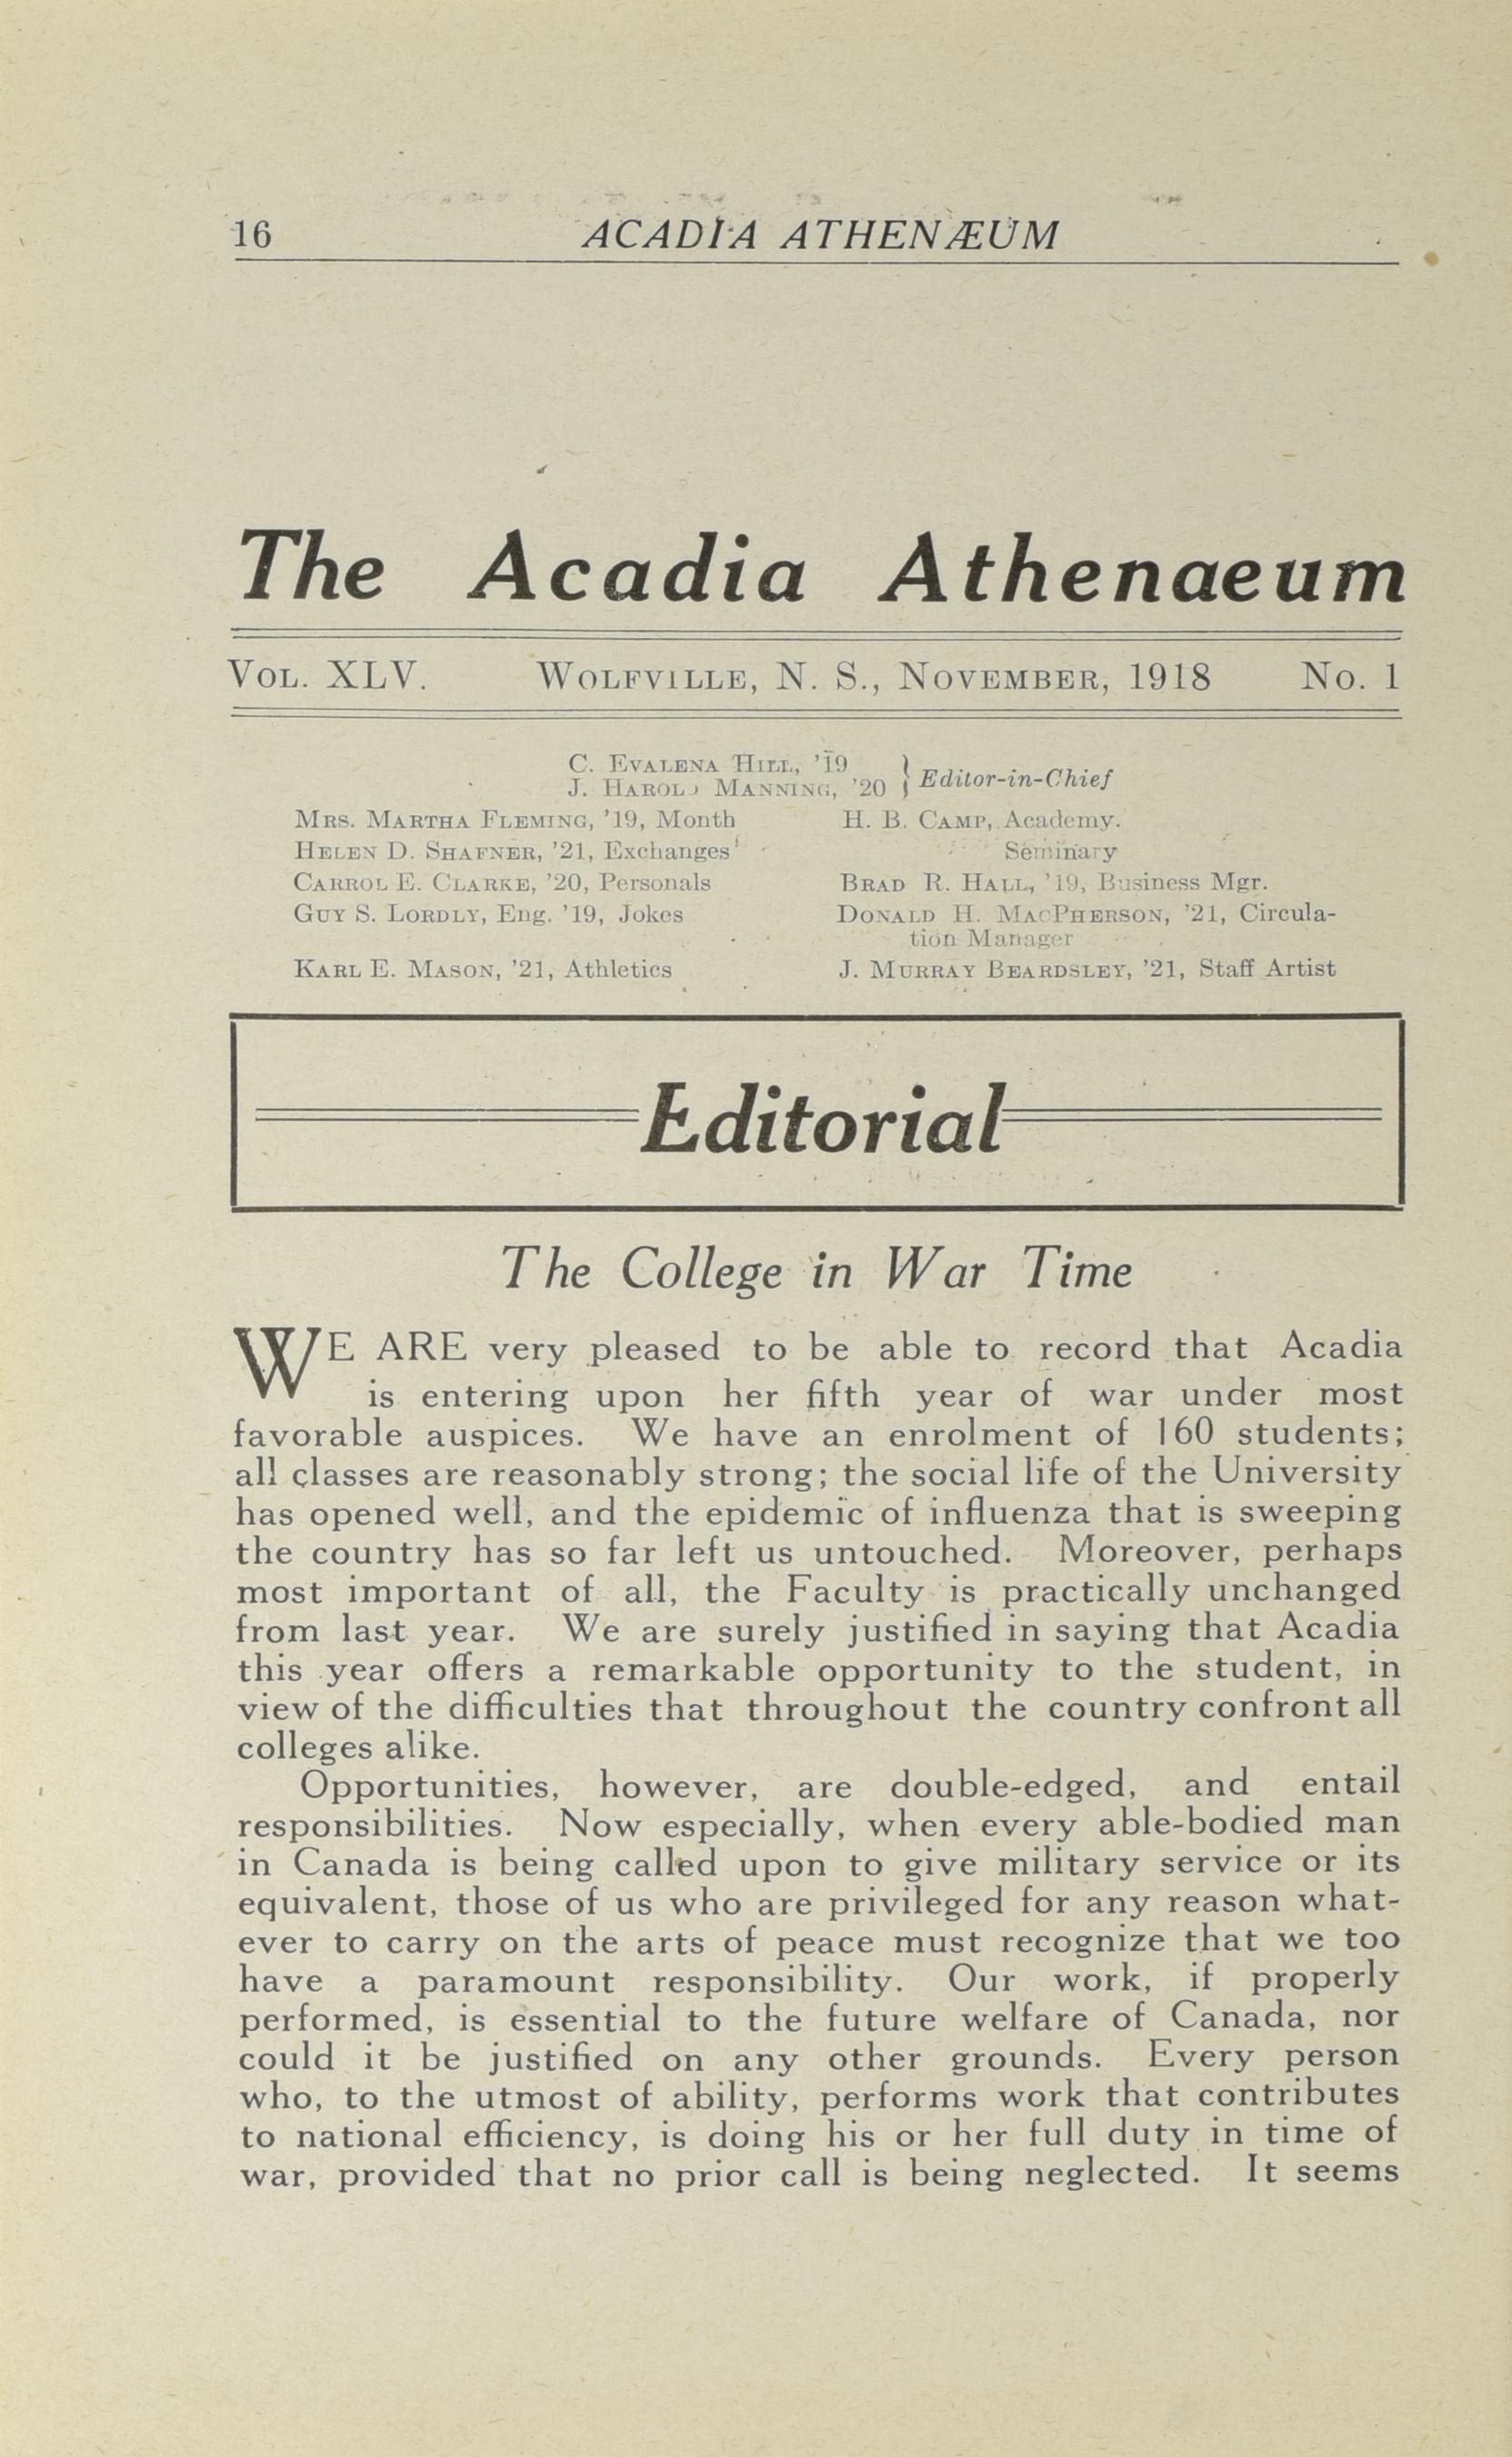 16 ACADIA ATHENÆUM
The Acadia Athenaeum
VOL. XLV. WOLFVILLE, N. S., NOVEMBER, 1918 No. 1
C. EVALENA HILL, '19
J. HAROLD MANNING, '20 } Editor-in-Chief
MRS. MARTHA FLEMING, '19, Month H. B. CAMP, Academy.
HELEN D. SHAFNER, '21, Exchanges Seminary
CARROL E. CLARKE, '20, Personals BRAD R. HALL, '19, Business Mgr.
GUY S. LORDLY, Eng. '19, Jokes DONALD H. MACPHERSON, '21, Circula-
tion Manager
KARL E. MASON, '21, Athletics J. MURRAY BEARDSLEY, '21, Staff Artist
Editorial
The College in War Time
WE ARE very pleased to be able to record that Acadia
is entering upon her fifth year of war under most
favorable auspices. We have an enrolment of 160 students;
all classes are reasonably strong; the social life of the University
has opened well, and the epidemic of influenza that is sweeping
the country has so far left us untouched. Moreover, perhaps
most important of all, the Faculty is practically unchanged
from last year. We are surely justified in saying that Acadia
this year offers a remarkable opportunity to the student, in
view of the difficulties that throughout the country confront all
colleges alike.
Opportunities, however, are double-edged, and entail
responsibilities. Now especially, when every able-bodied man
in Canada is being called upon to give military service or its
equivalent, those of us who are privileged for any reason what-
ever to carry on the arts of peace must recognize that we too
have a paramount responsibility. Our work, if properly
performed, is essential to the future welfare of Canada, nor
could it be justified on any other grounds. Every person
who, to the utmost of ability, performs work that contributes
to national efficiency, is doing his or her full duty in time of
war, provided that no prior call is being neglected. It seems